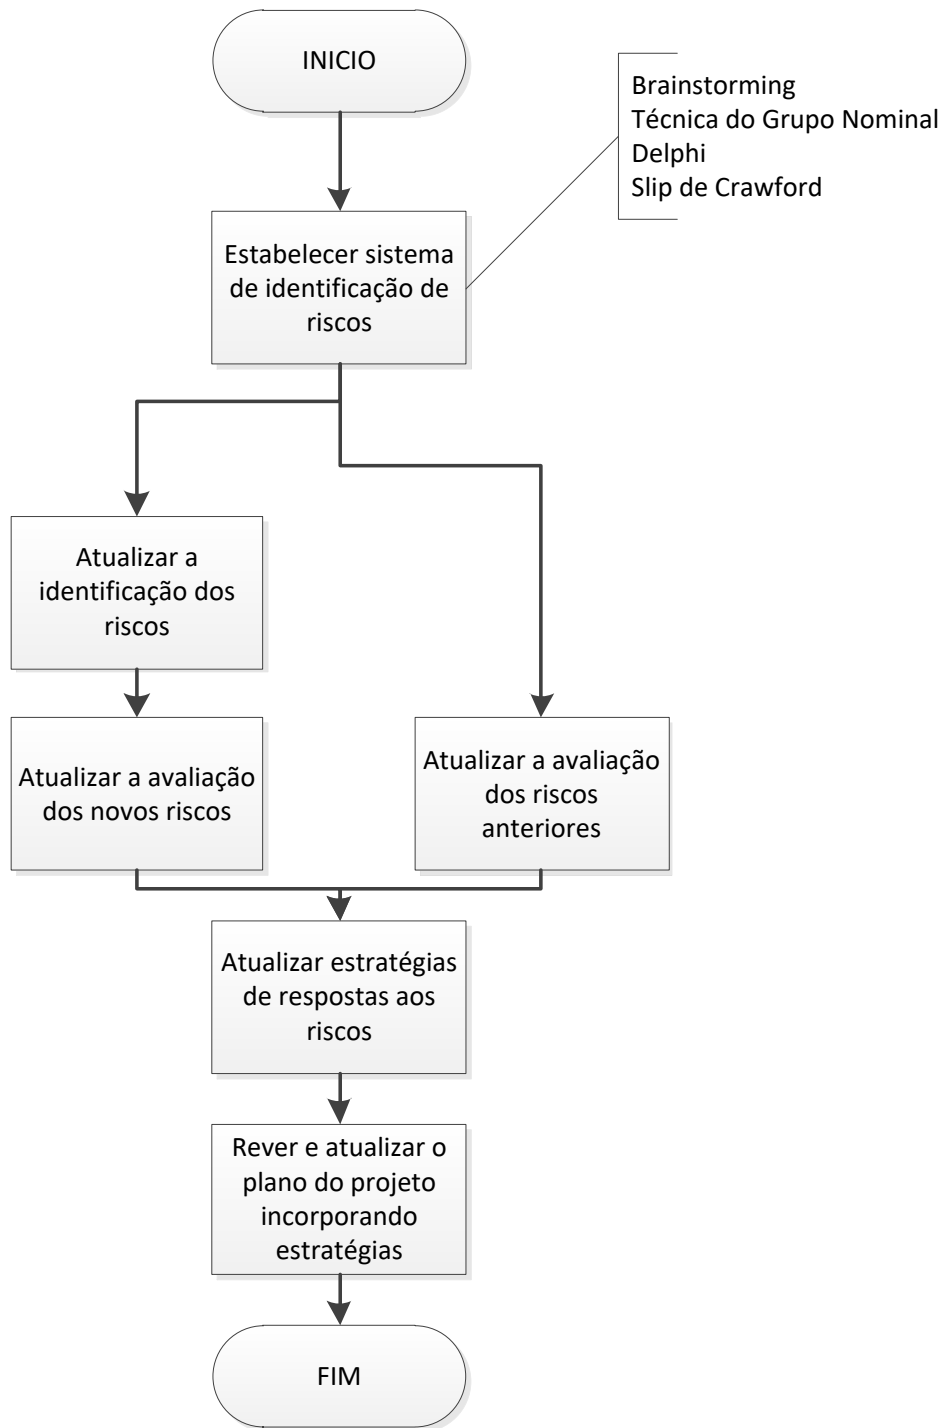 INICIO
Brainstorming
Técnica do Grupo Nominal
Delphi
Slip de Crawford
Estabelecer sistema
de identificação de
riscos
Atualizar a
identificação dos
riscos
Atualizar a avaliação
dos novos riscos
Atualizar a avaliação
dos riscos
anteriores
Atualizar estratégias
de respostas aos
riscos
Rever e atualizar o
plano do projeto
incorporando
estratégias
FIM